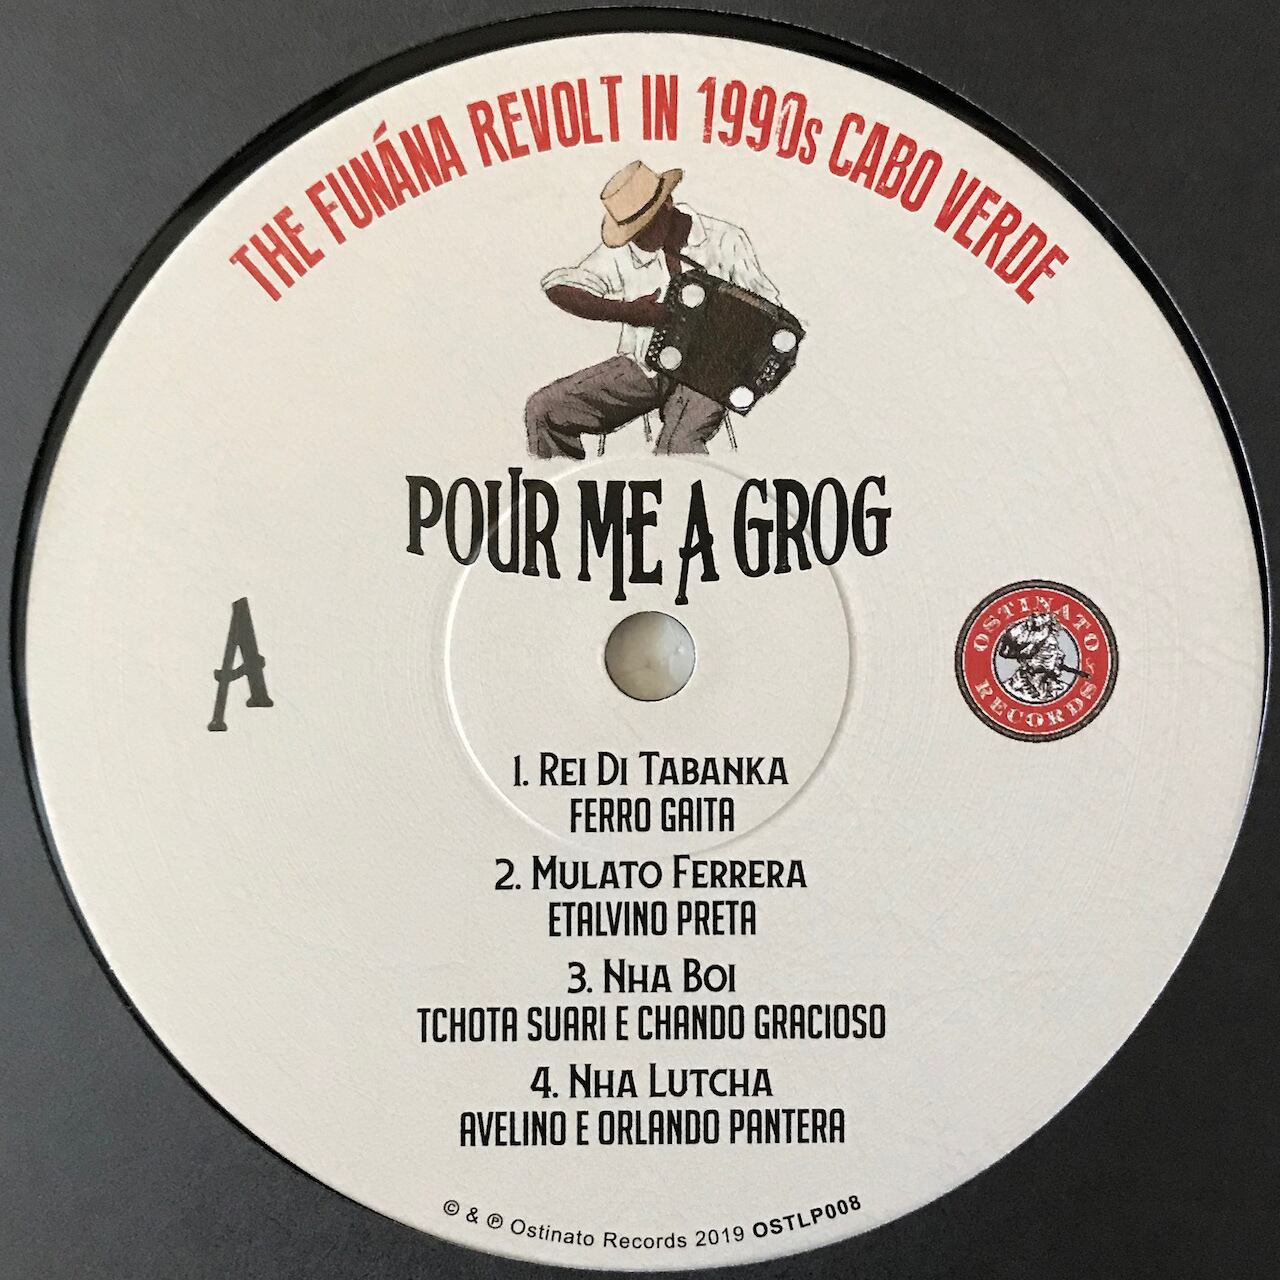 THE FUNÁNA REVOLT IN 1990s CABO VERDE
POUR ME A GROG
A
OSTINATO RECORDS
1. REI DI TABANKA
FERRO GAITA
2. MULATO FERRERA
ETALVINO PRETA
3. NHA BOI
TCHOTA SUARI E CHANDO GRACIOSO
4. NHA LUTCHA
AVELINO E ORLANDO PANTERA
© & ℗ Ostinato Records 2019 OSTLP008